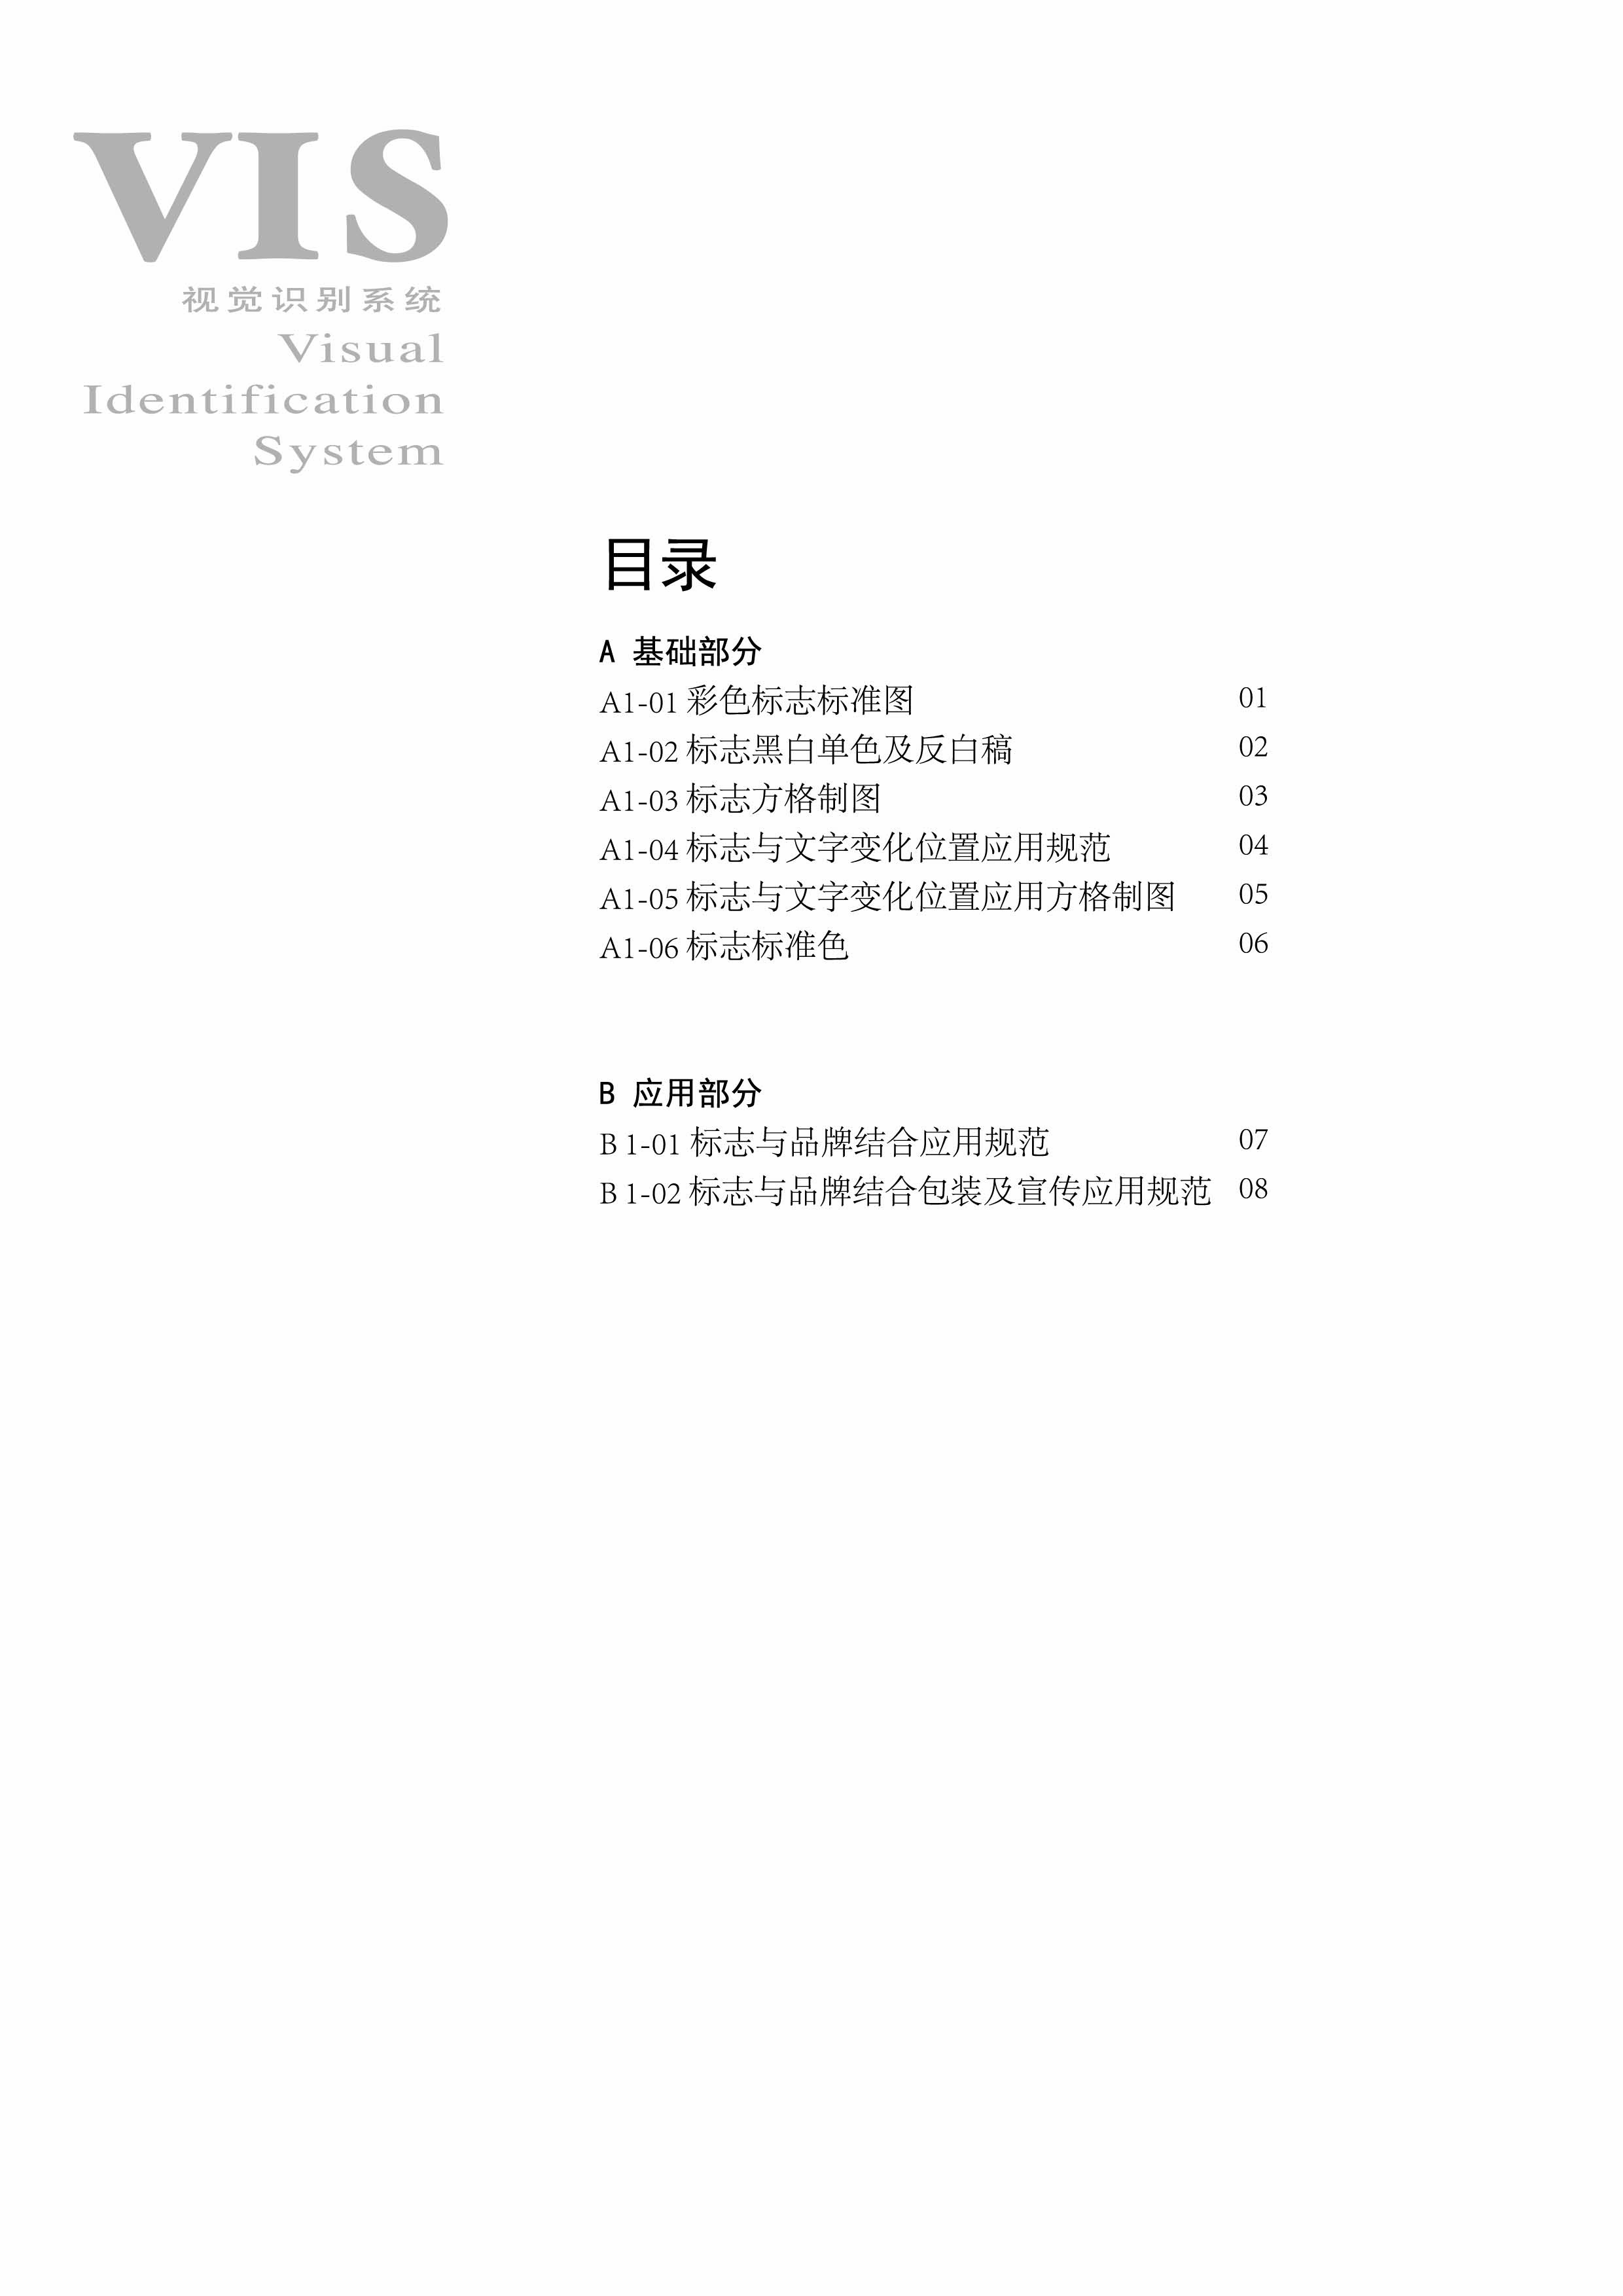 VIS
视觉识别系统
Visual
Identification
System
目录
A 基础部分
A1-01 彩色标志标准图 01
A1-02 标志黑白单色及反白稿 02
A1-03 标志方格制图 03
A1-04 标志与文字变化位置应用规范 04
A1-05 标志与文字变化位置应用方格制图 05
A1-06 标志标准色 06
B 应用部分
B 1-01 标志与品牌结合应用规范 07
B 1-02 标志与品牌结合包装及宣传应用规范 08